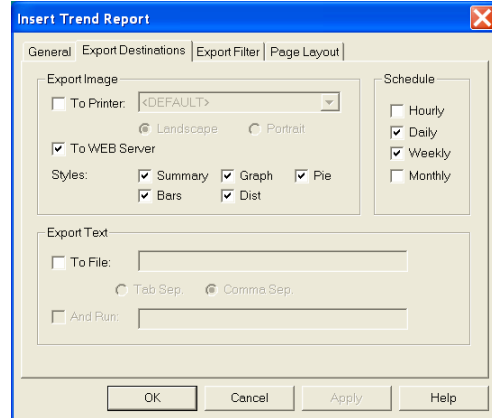 Insert Trend Report
General Export Destinations Export Filter Page Layout
Export Image
To Printer: <DEFAULT>
Landscape Portrait
To WEB Server
Styles: Summary Graph Pie
Bars Dist
Schedule
Hourly
Daily
Weekly
Monthly
Export Text
To File:
Tab Sep. Comma Sep.
And Run:
OK Cancel Apply Help